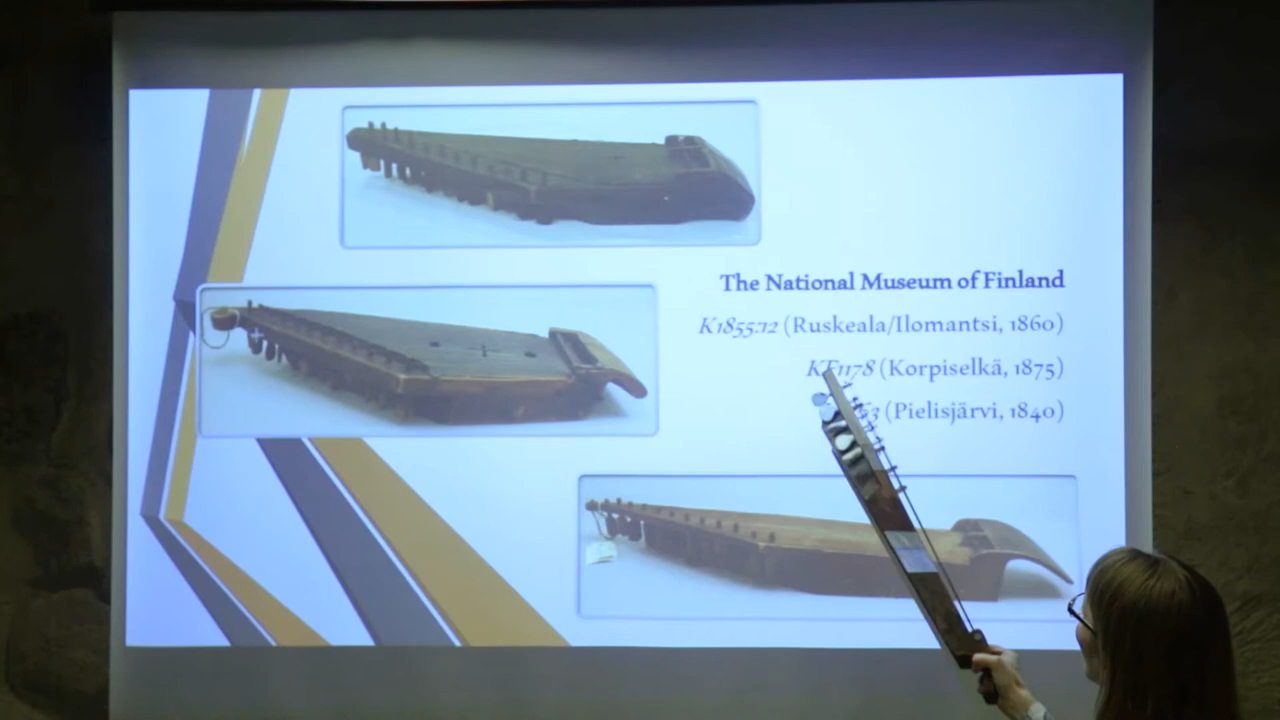 The National Museum of Finland
K1855:12 (Ruskeala/Ilomantsi, 1860)
KF1178 (Korpiselkä, 1875)
(Pielisjärvi, 1840)